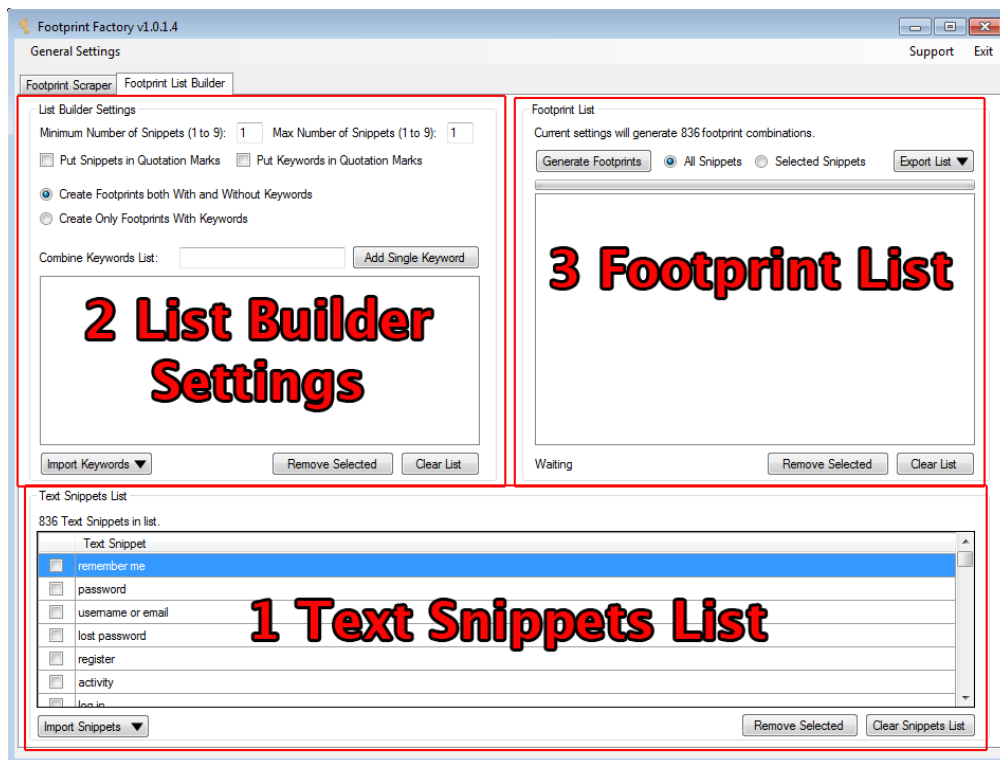 Footprint Factory v1.0.1.4
General Settings
Support
Exit
Footprint Scraper
Footprint List Builder
List Builder Settings
Minimum Number of Snippets (1 to 9): 1 Max Number of Snippets (1 to 9): 1
Put Snippets in Quotation Marks Put Keywords in Quotation Marks
Create Footprints both With and Without Keywords
Create Only Footprints With Keywords
Combine Keywords List: Add Single Keyword
2 List Builder
Settings
Import Keywords Remove Selected Clear List
Footprint List
Current settings will generate 836 footprint combinations.
Generate Footprints All Snippets Selected Snippets Export List
3 Footprint List
Waiting Remove Selected Clear List
Text Snippets List
836 Text Snippets in list.
Text Snippet
remember me
password
username or email
lost password
register
activity
log in
1 Text Snippets List
Import Snippets Remove Selected Clear Snippets List